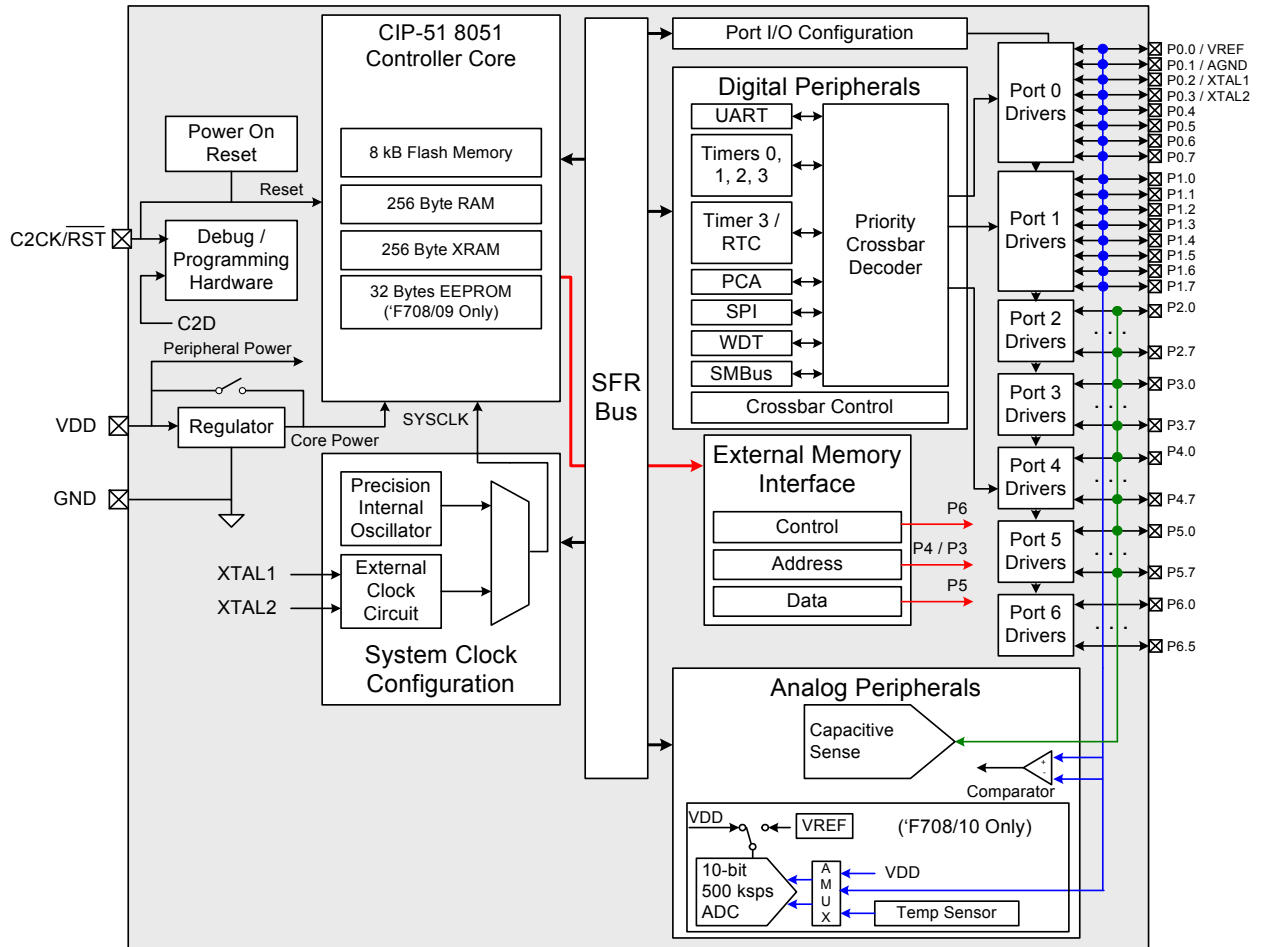 CIP-51 8051
Controller Core
8 kB Flash Memory
256 Byte RAM
256 Byte XRAM
32 Bytes EEPROM
(‘F708/09 Only)
Power On
Reset
Reset
C2CK/RST
Debug /
Programming
Hardware
C2D
Peripheral Power
VDD
Regulator
Core Power
SYSCLK
GND
Precision
Internal
Oscillator
XTAL1
XTAL2
External
Clock
Circuit
System Clock
Configuration
SFR
Bus
Port I/O Configuration
Digital Peripherals
UART
Timers 0,
1, 2, 3
Timer 3 /
RTC
PCA
SPI
WDT
SMBus
Priority
Crossbar
Decoder
Crossbar Control
External Memory
Interface
Control
Address
Data
P6
P4 / P3
P5
Port 0
Drivers
Port 1
Drivers
Port 2
Drivers
Port 3
Drivers
Port 4
Drivers
Port 5
Drivers
Port 6
Drivers
P0.0 / VREF
P0.1 / AGND
P0.2 / XTAL1
P0.3 / XTAL2
P0.4
P0.5
P0.6
P0.7
P1.0
P1.1
P1.2
P1.3
P1.4
P1.5
P1.6
P1.7
P2.0
. . .
P2.7
P3.0
. . .
P3.7
P4.0
. . .
P4.7
P5.0
. . .
P5.7
P6.0
. . .
P6.5
Analog Peripherals
Capacitive
Sense
+
-
Comparator
VDD
VREF
(‘F708/10 Only)
10-bit
500 ksps
ADC
A
M
U
X
VDD
Temp Sensor